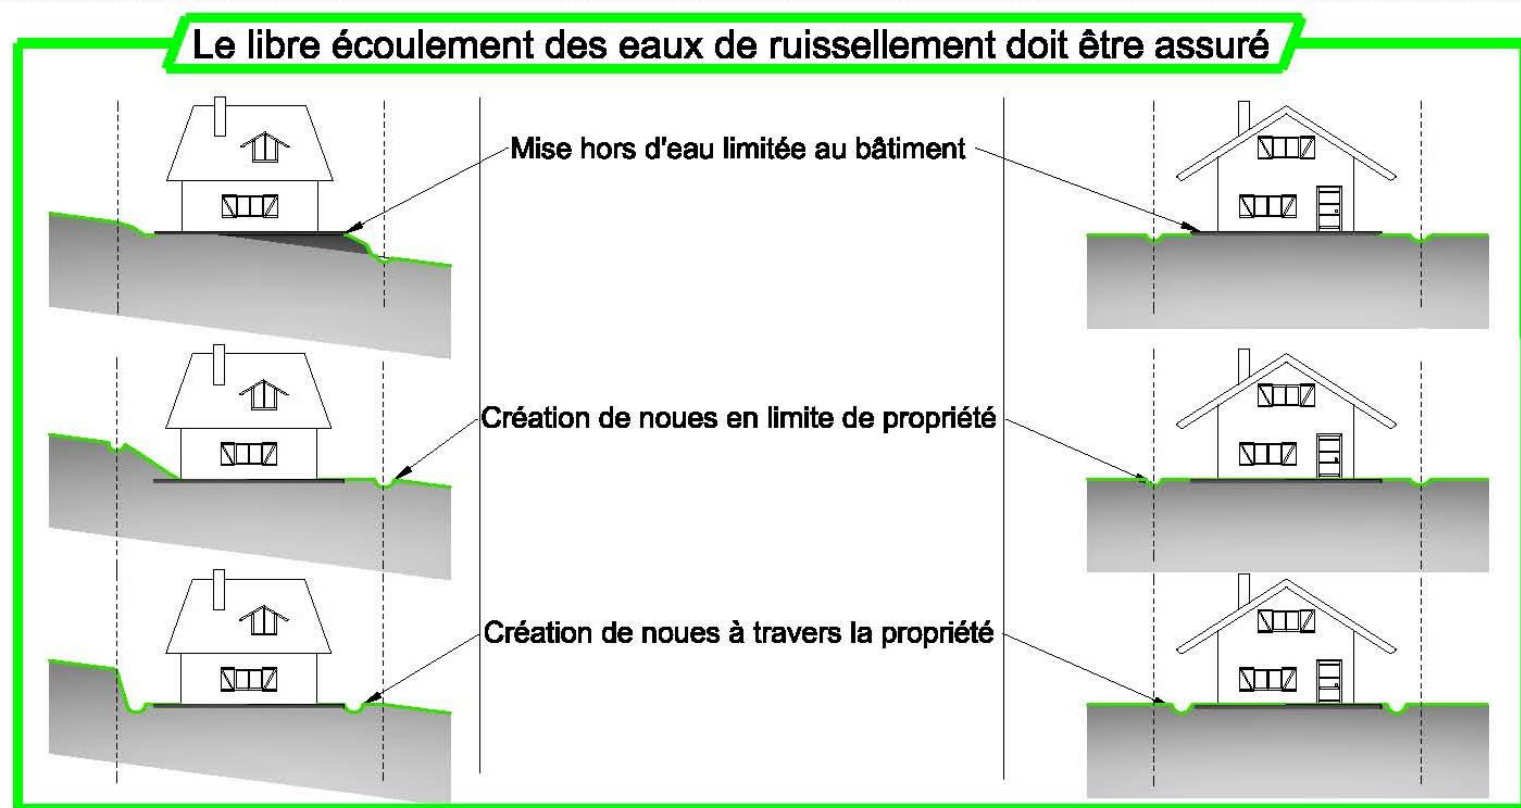 Le libre écoulement des eaux de ruissellement doit être assuré
Mise hors d'eau limitée au bâtiment
Création de noues en limite de propriété
Création de noues à travers la propriété